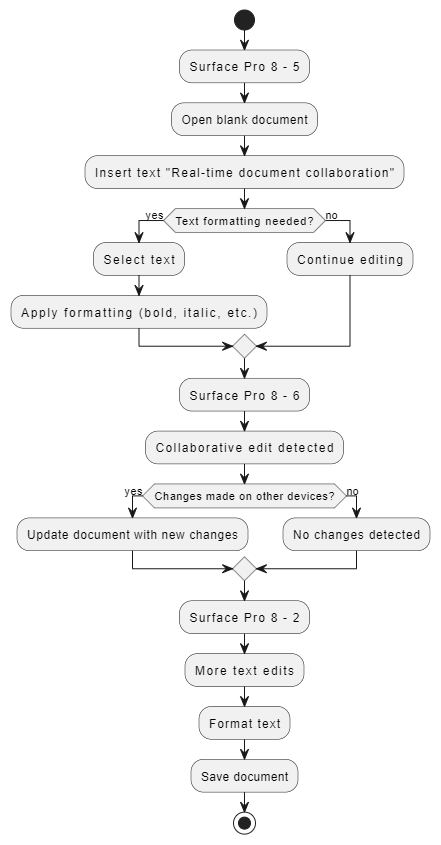 Surface Pro 8 - 5
Open blank document
Insert text "Real-time document collaboration"
yes
Text formatting needed?
no
Select text
Continue editing
Apply formatting (bold, italic, etc.)
Surface Pro 8 - 6
Collaborative edit detected
yes
Changes made on other devices?
no
Update document with new changes
No changes detected
Surface Pro 8 - 2
More text edits
Format text
Save document